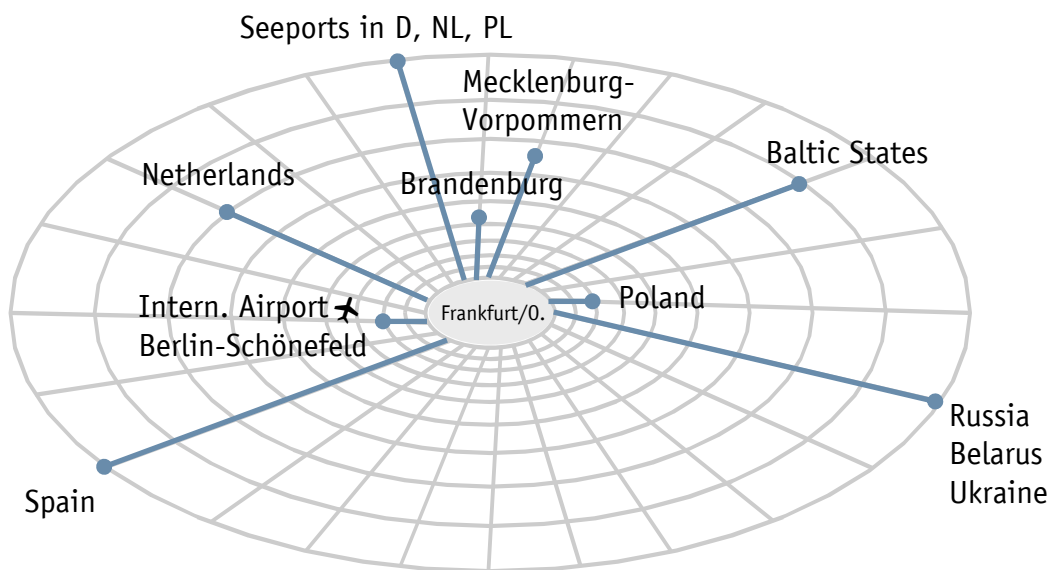 Seeports in D, NL, PL
Mecklenburg-
Vorpommern
Baltic States
Netherlands
Brandenburg
Intern. Airport
Berlin-Schönefeld
Frankfurt/O.
Poland
Russia
Belarus
Ukraine
Spain